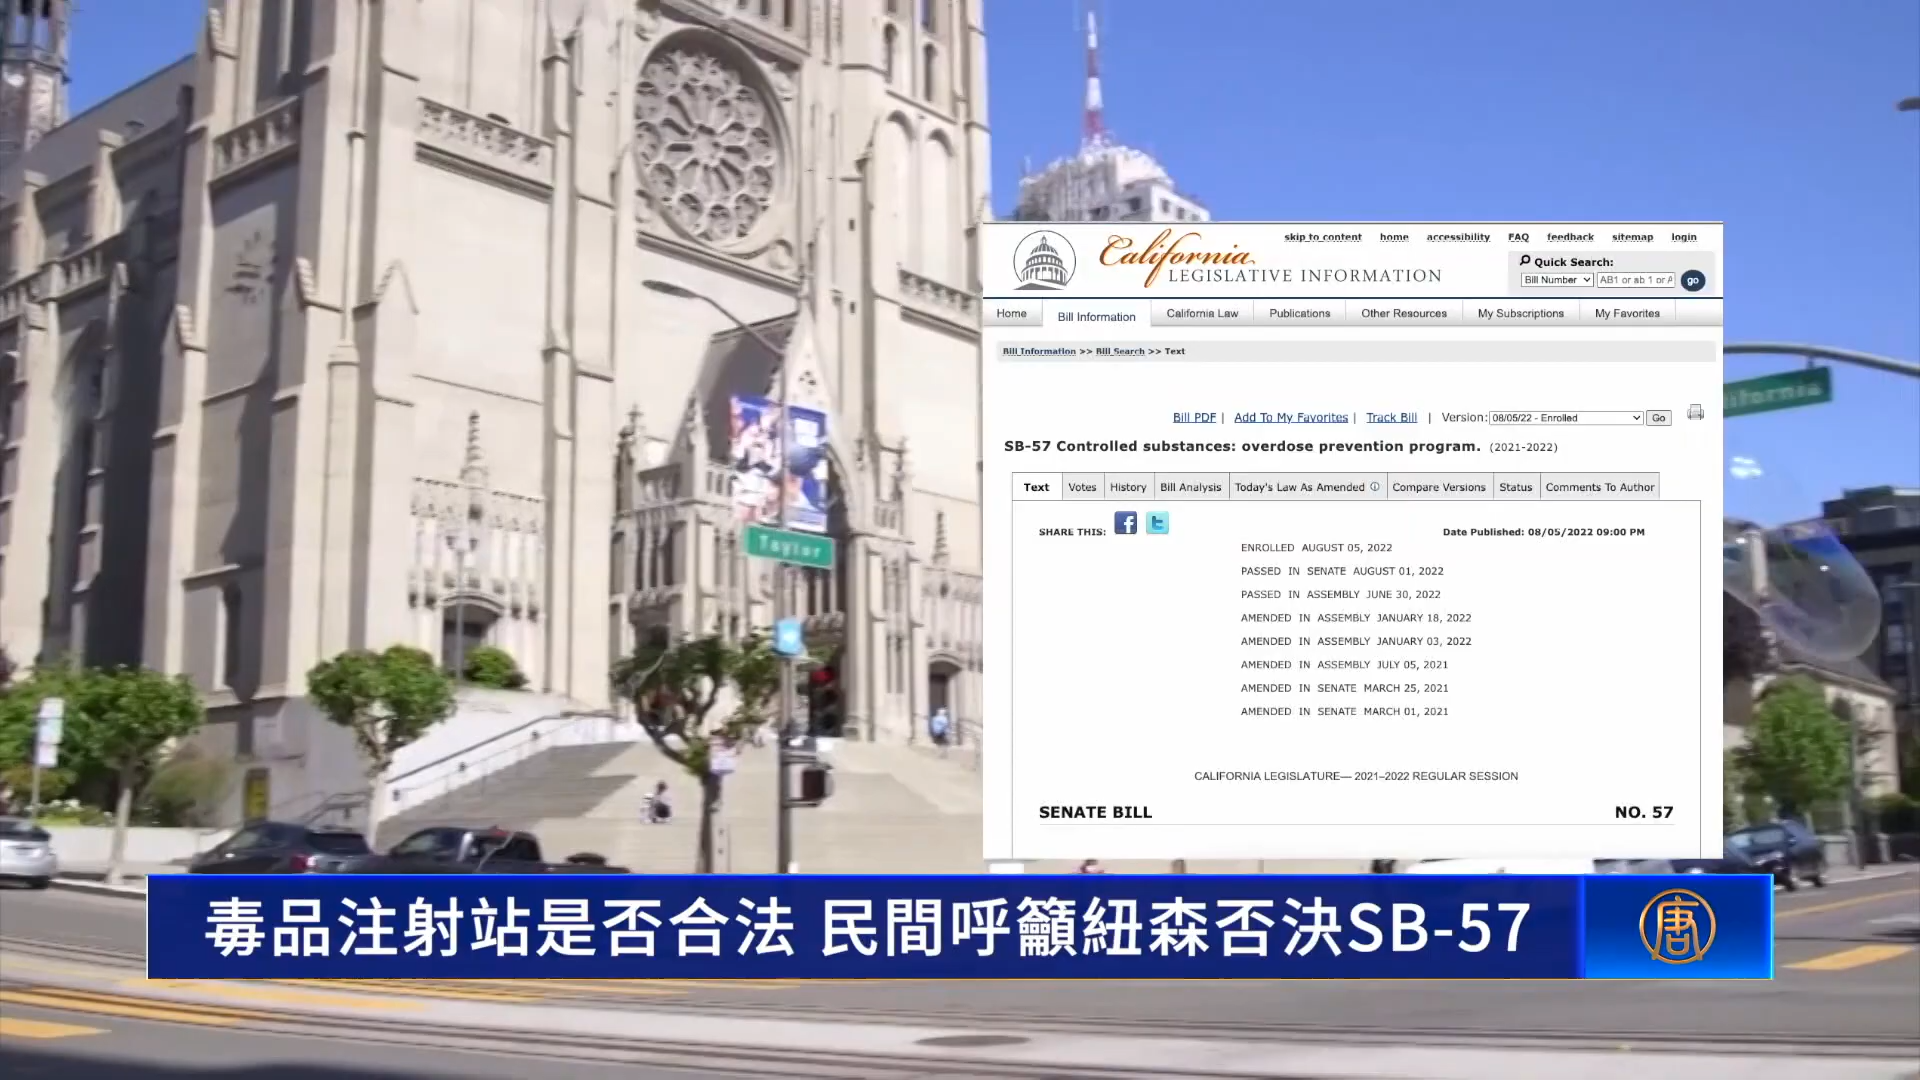 skip to content home accessibility FAQ feedback sitemap login
California
LEGISLATIVE INFORMATION
Quick Search:
Bill Number AB1 or ab 1 or A go
Home Bill Information California Law Publications Other Resources My Subscriptions My Favorites
Bill Information >> Bill Search >> Text
Bill PDF | Add To My Favorites | Track Bill | Version: 08/05/22 - Enrolled Go
SB-57 Controlled substances: overdose prevention program. (2021-2022)
Text Votes History Bill Analysis Today's Law As Amended Compare Versions Status Comments To Author
SHARE THIS: Date Published: 08/05/2022 09:00 PM
ENROLLED AUGUST 05, 2022
PASSED IN SENATE AUGUST 01, 2022
PASSED IN ASSEMBLY JUNE 30, 2022
AMENDED IN ASSEMBLY JANUARY 18, 2022
AMENDED IN ASSEMBLY JANUARY 03, 2022
AMENDED IN ASSEMBLY JULY 05, 2021
AMENDED IN SENATE MARCH 25, 2021
AMENDED IN SENATE MARCH 01, 2021
CALIFORNIA LEGISLATURE— 2021–2022 REGULAR SESSION
SENATE BILL NO. 57
Taylor
毒品注射站是否合法 民間呼籲紐森否決SB-57
唐